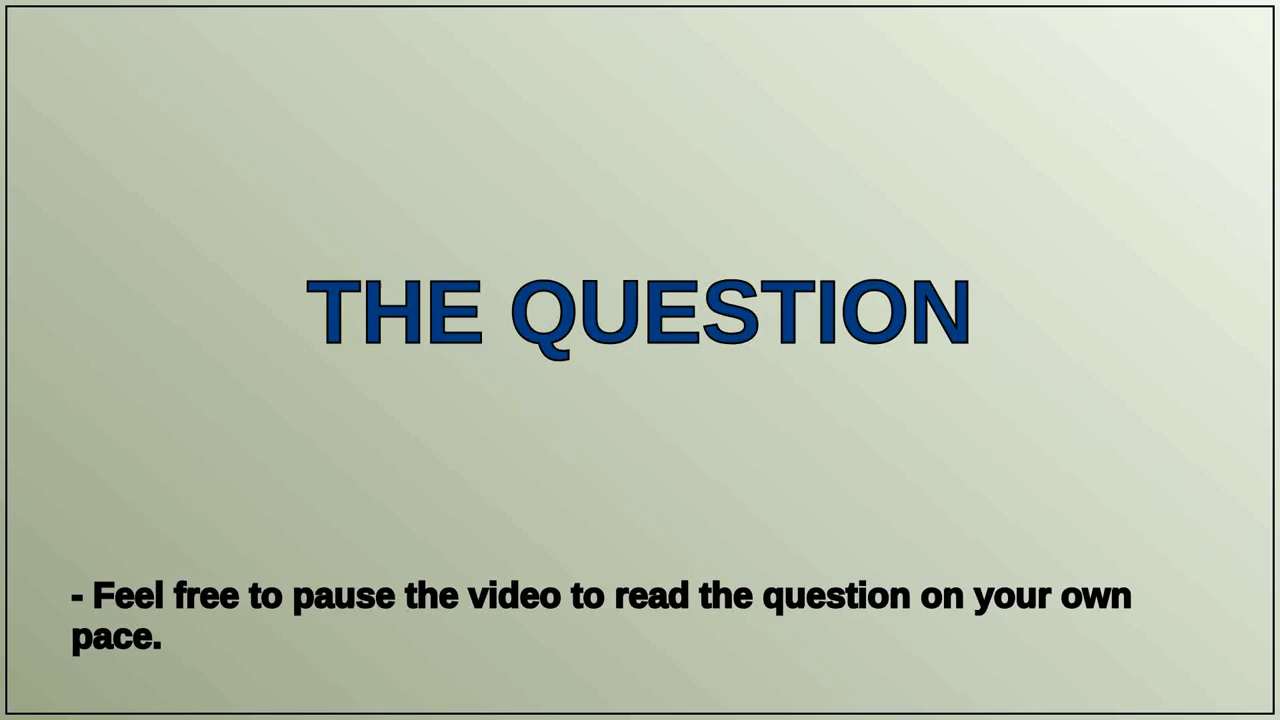 THE QUESTION
- Feel free to pause the video to read the question on your own
pace.